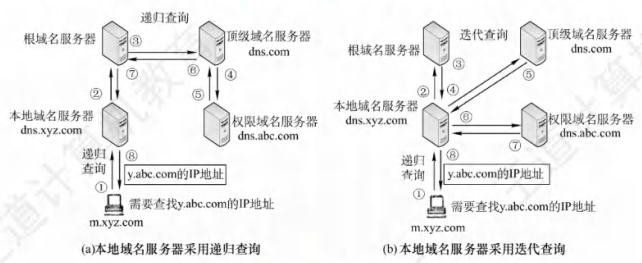 递归查询
根域名服务器
③
顶级域名服务器
dns.com
⑦
⑥
②
④
⑤
本地域名服务器
dns.xyz.com
权限域名服务器
dns.abc.com
递归
查询
⑧
y.abc.com的IP地址
①
需要查找y.abc.com的IP地址
m.xyz.com
(a)本地域名服务器采用递归查询
迭代查询
顶级域名服务器
dns.com
根域名服务器
③
②
④
⑤
本地域名服务器
dns.xyz.com
⑥
权限域名服务器
dns.abc.com
⑦
递归
查询
⑧
y.abc.com的IP地址
①
需要查找y.abc.com的IP地址
m.xyz.com
(b)本地域名服务器采用迭代查询